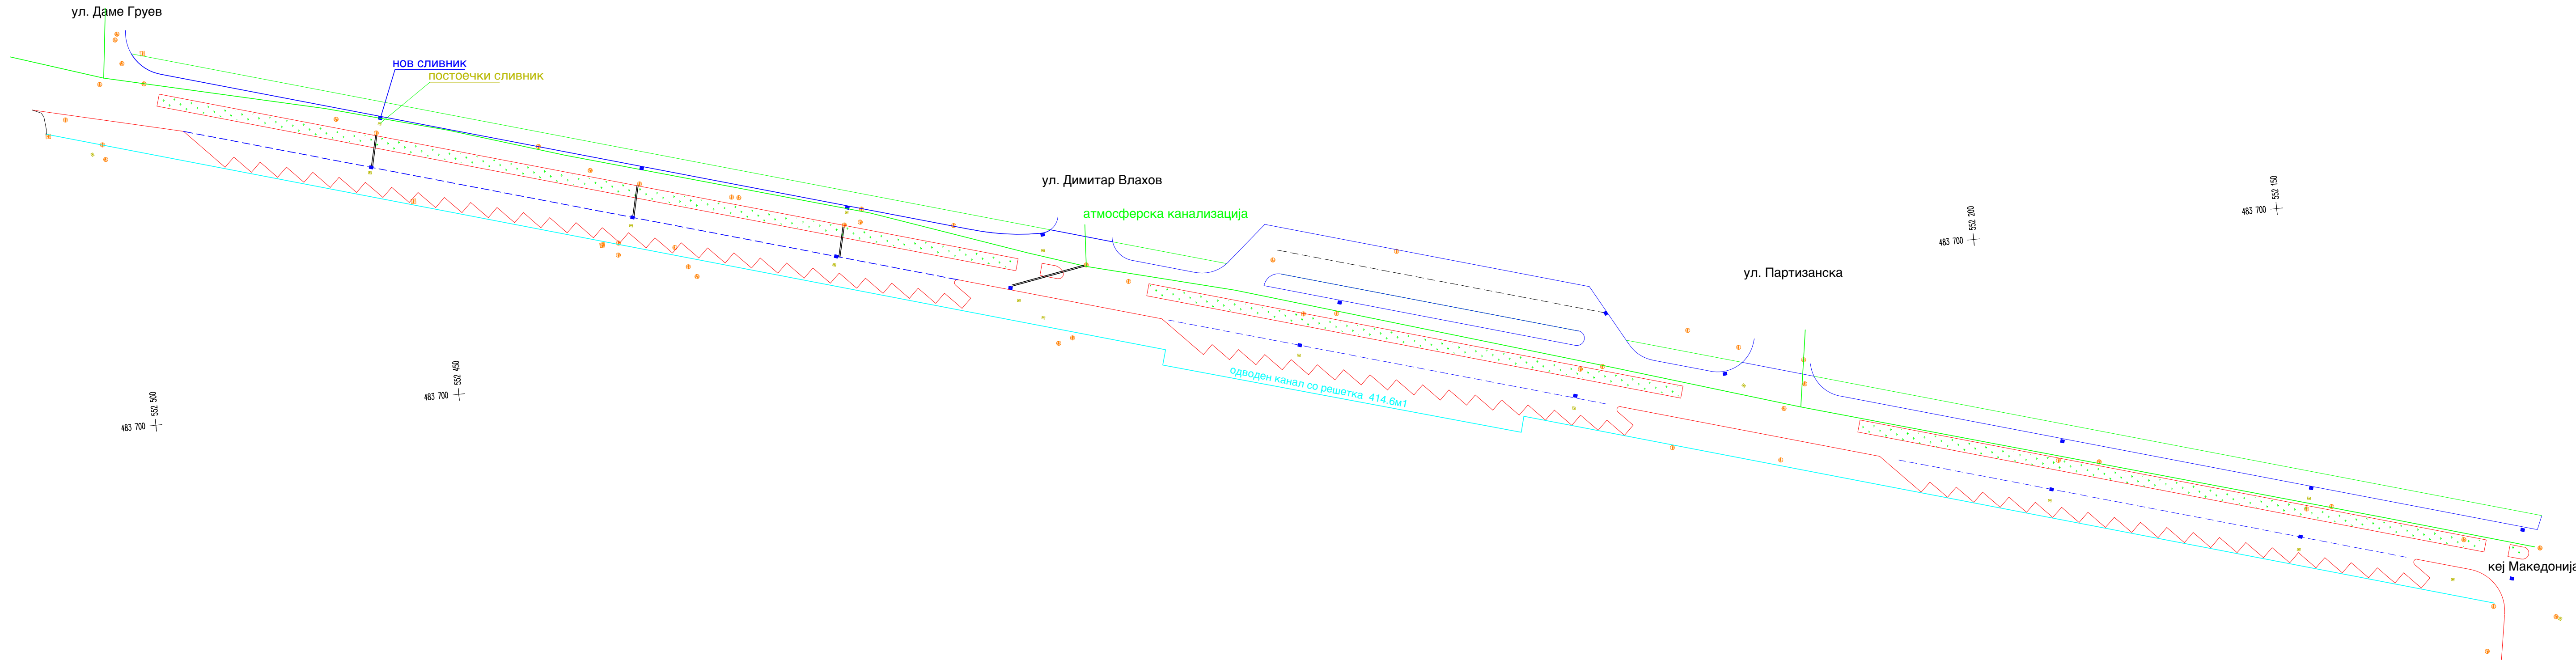 ул. Даме Груев
нов сливник
постоечки сливник
ул. Димитар Влахов
атмосферска канализација
552 150
483 700
552 200
483 700
ул. Партизанска
552 450
483 700
одводен канал со решетка 414.6м1
552 500
483 700
кеј Македонија